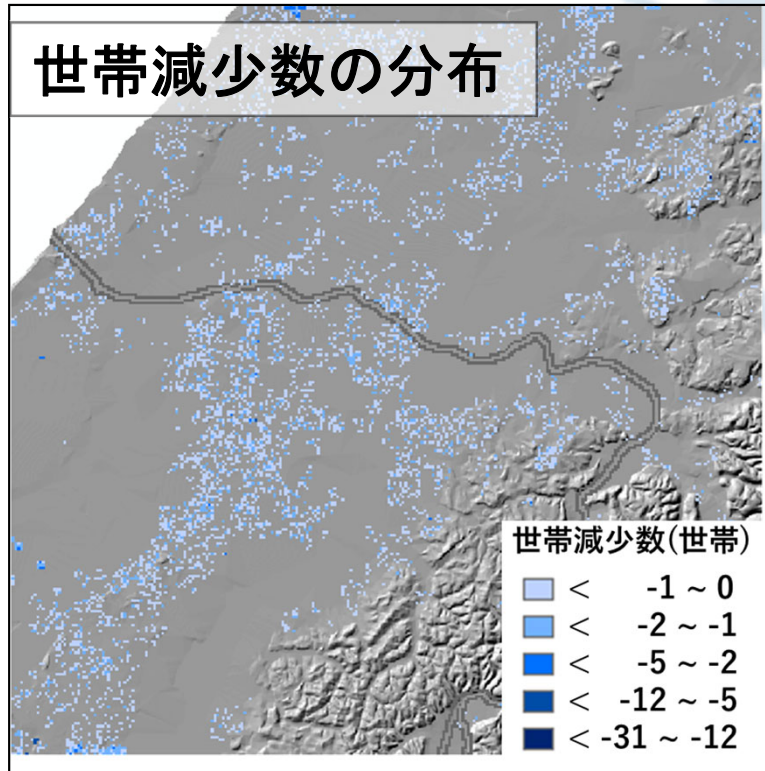 世帯減少数の分布
世帯減少数(世帯)
< -1 ~ 0
< -2 ~ -1
< -5 ~ -2
< -12 ~ -5
< -31 ~ -12